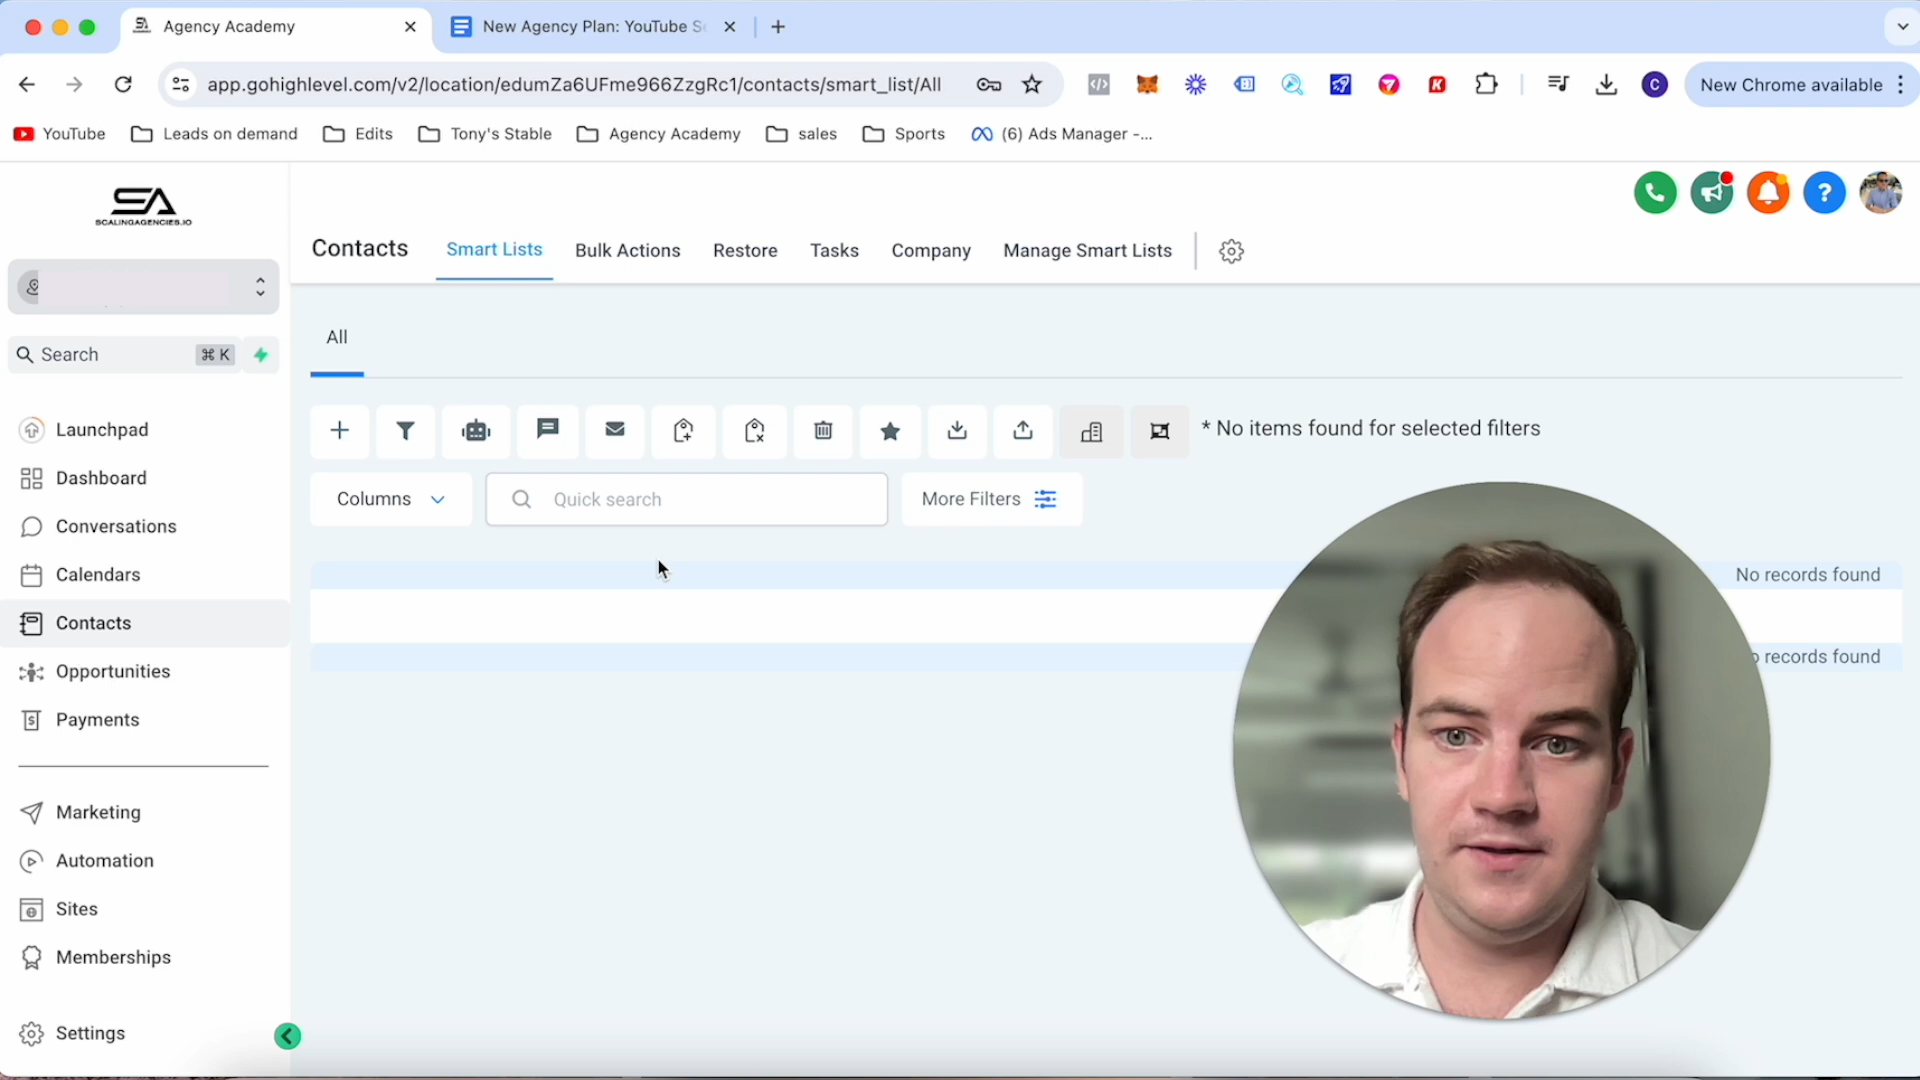 Agency Academy
New Agency Plan: YouTube Se
app.gohighlevel.com/v2/location/edumZa6UFme966ZzgRc1/contacts/smart_list/All
New Chrome available
YouTube
Leads on demand
Edits
Tony's Stable
Agency Academy
sales
Sports
(6) Ads Manager -...
SA
SCALINGAGENCIES.IO
Contacts
Smart Lists
Bulk Actions
Restore
Tasks
Company
Manage Smart Lists
Search
⌘ K
All
* No items found for selected filters
Columns
Quick search
More Filters
No records found
records found
Launchpad
Dashboard
Conversations
Calendars
Contacts
Opportunities
Payments
Marketing
Automation
Sites
Memberships
Settings